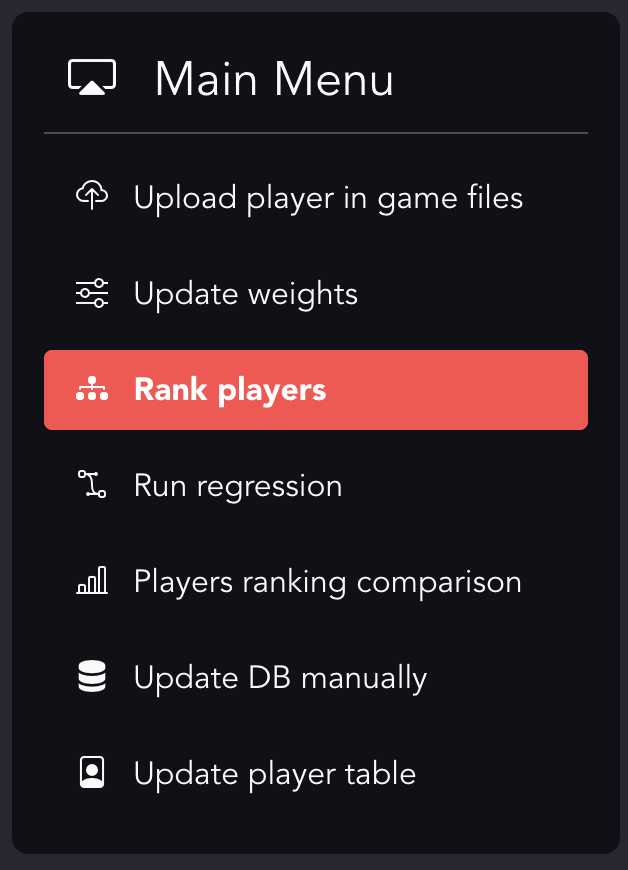 Main Menu
Upload player in game files
Update weights
Rank players
Run regression
Players ranking comparison
Update DB manually
Update player table